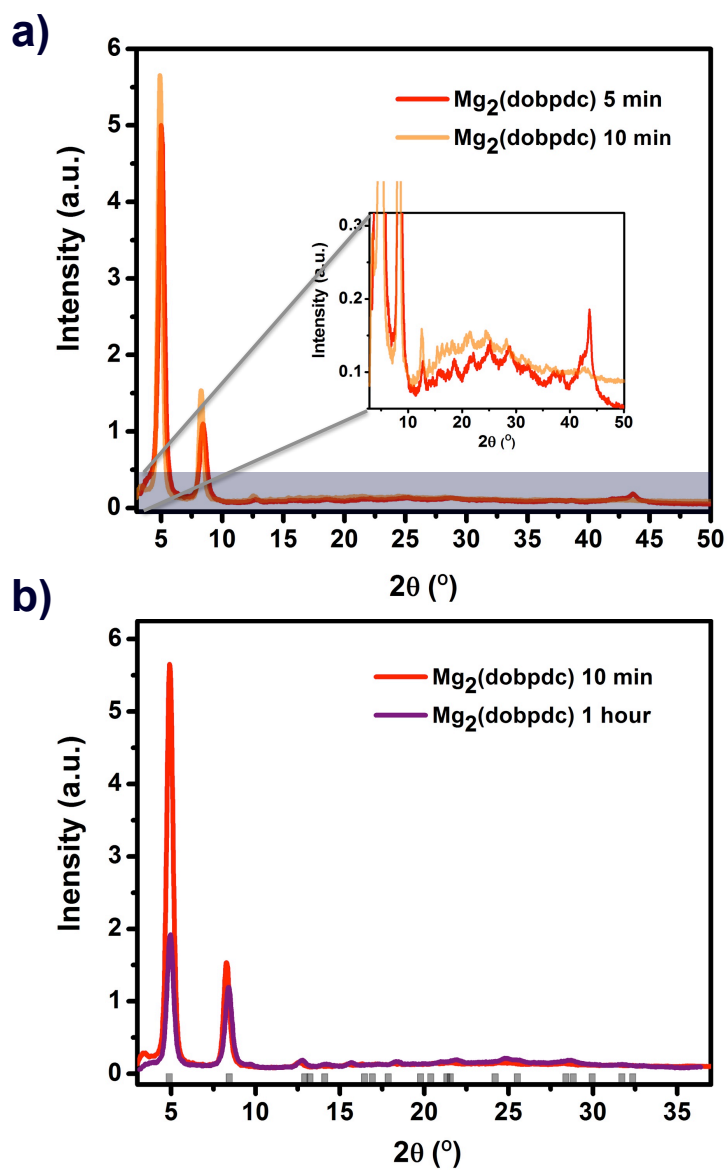 a)
6
5
4
3
2
1
0
Intensity (a.u.)
Mg2(dobpdc) 5 min
Mg2(dobpdc) 10 min
0.3
0.2
0.1
Intensity (a.u.)
10 20 30 40 50
2θ (o)
5 10 15 20 25 30 35 40 45 50
2θ (o)
b)
6
5
4
3
2
1
0
Inensity (a.u.)
Mg2(dobpdc) 10 min
Mg2(dobpdc) 1 hour
5 10 15 20 25 30 35
2θ (o)